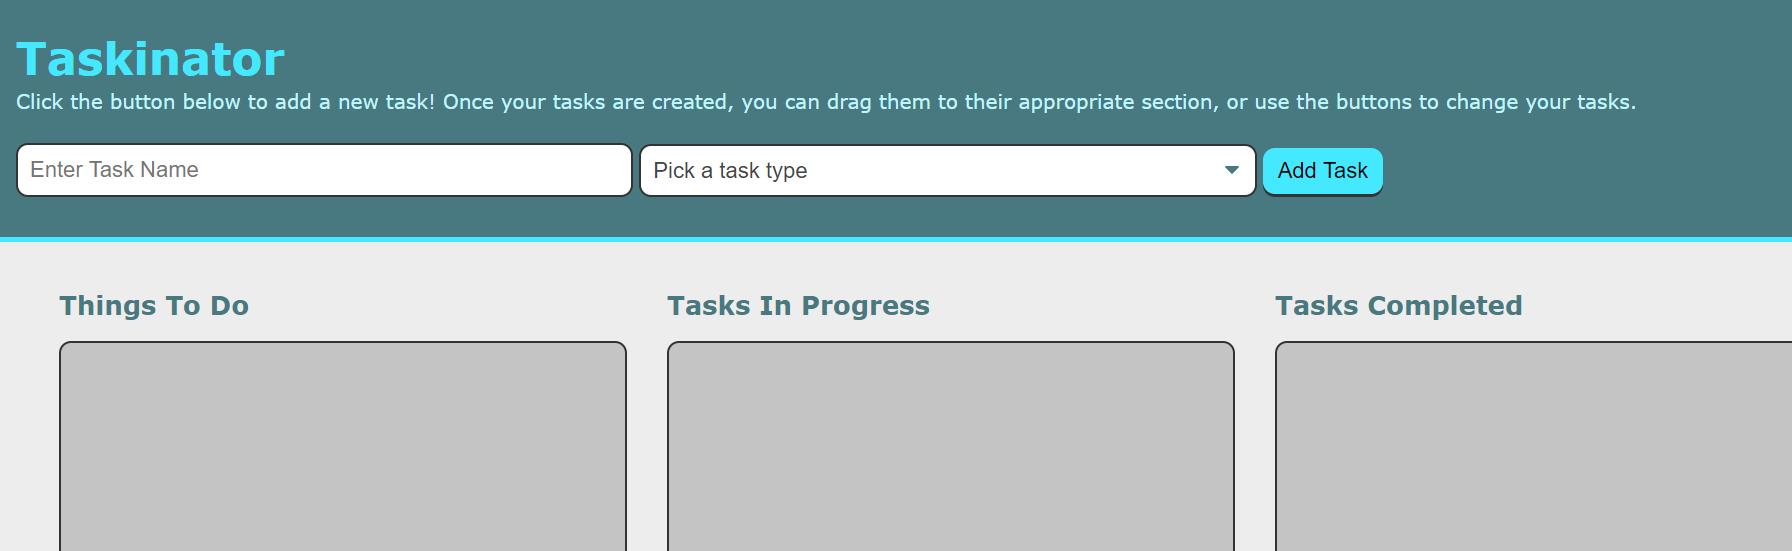 Taskinator
Click the button below to add a new task! Once your tasks are created, you can drag them to their appropriate section, or use the buttons to change your tasks.
Enter Task Name
Pick a task type
Add Task
Things To Do
Tasks In Progress
Tasks Completed